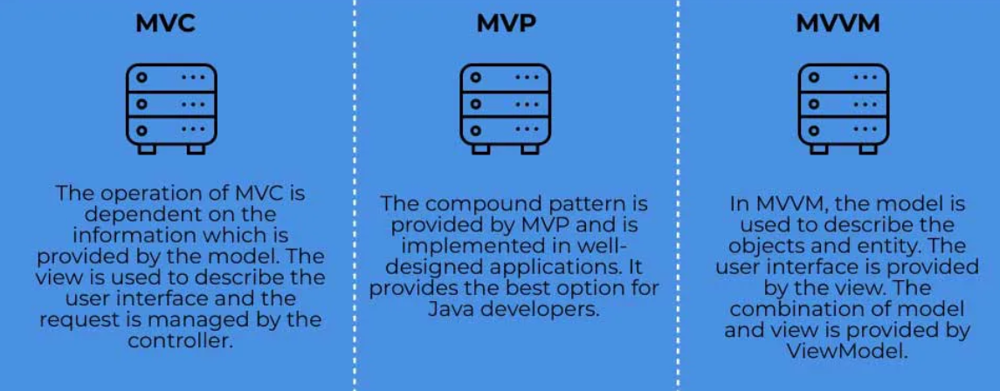 MVC
The operation of MVC is
dependent on the
information which is
provided by the model. The
view is used to describe the
user interface and the
request is managed by the
controller.
MVP
The compound pattern is
provided by MVP and is
implemented in well-
designed applications. It
provides the best option for
Java developers.
MVVM
In MVVM, the model is
used to describe the
objects and entity. The
user interface is provided
by the view. The
combination of model
and view is provided by
ViewModel.